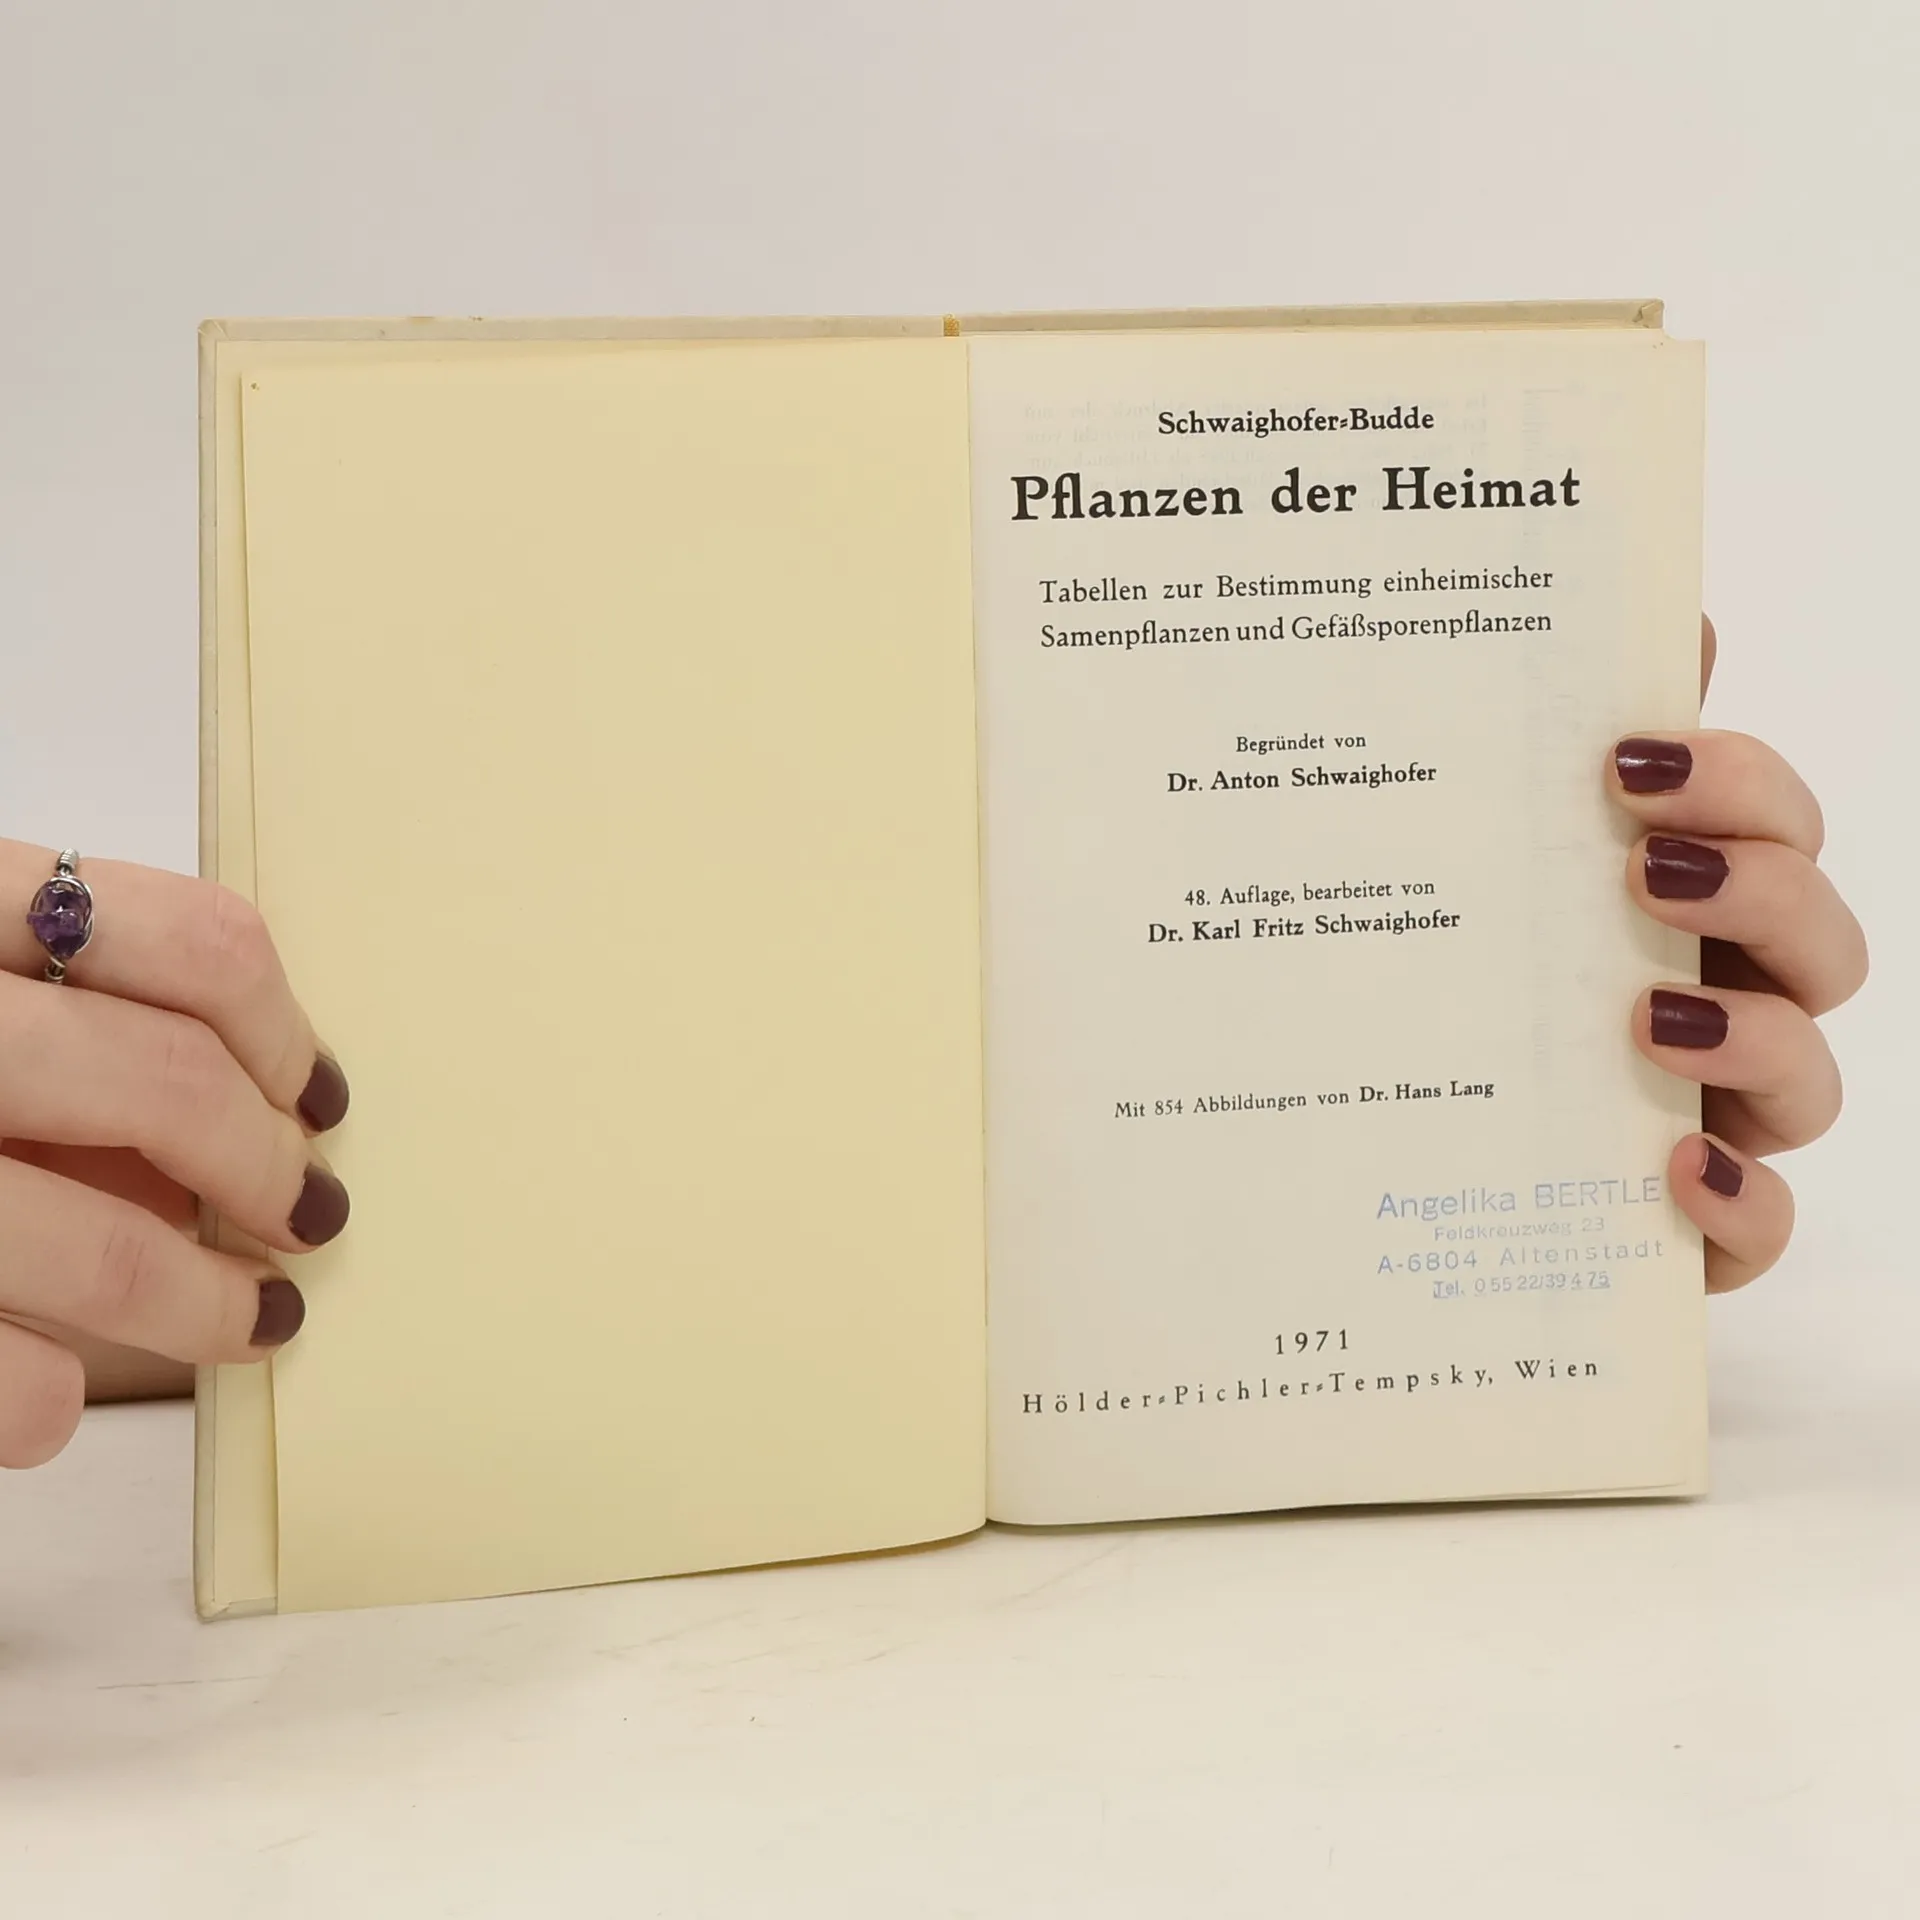 Schwaighofer-Budde
Pflanzen der Heimat
Tabellen zur Bestimmung einheimischer
Samenpflanzen und Gefäßsporenpflanzen
Begründet von
Dr. Anton Schwaighofer
48. Auflage, bearbeitet von
Dr. Karl Fritz Schwaighofer
Mit 854 Abbildungen von Dr. Hans Lang
Angelika BERTLE
Feldkreuzweg 23
A-6804 Altenstadt
Tel. 0 55 22/39 4 75
1971
Hölder-Pichler-Tempsky, Wien